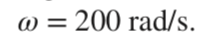 ω = 200 rad/s.